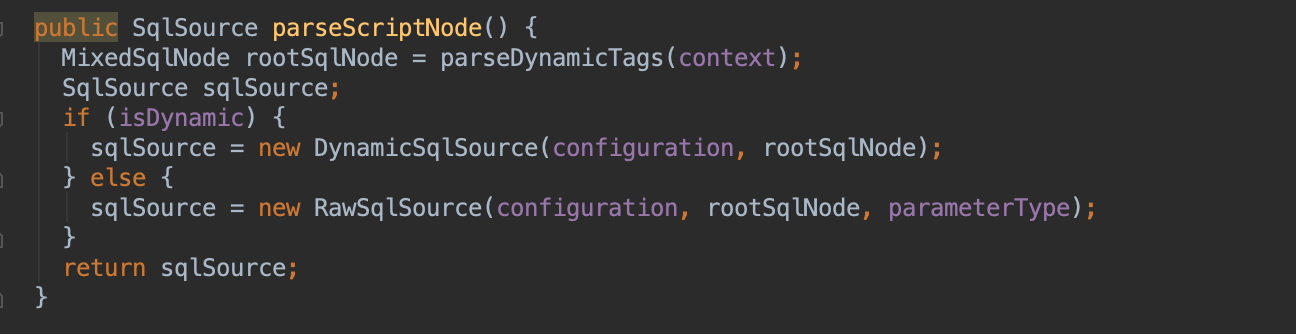 public SqlSource parseScriptNode() {
  MixedSqlNode rootSqlNode = parseDynamicTags(context);
  SqlSource sqlSource;
  if (isDynamic) {
    sqlSource = new DynamicSqlSource(configuration, rootSqlNode);
  } else {
    sqlSource = new RawSqlSource(configuration, rootSqlNode, parameterType);
  }
  return sqlSource;
}